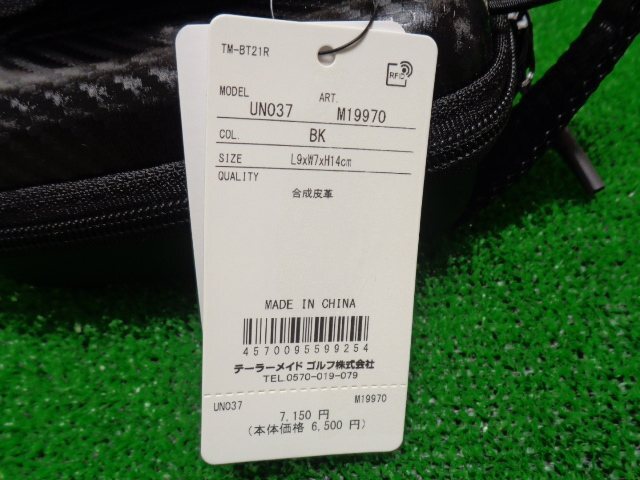 TM-BT21R
RFID
MODEL UN037 ART. M19970
COL. BK
SIZE L9xW7xH14cm
QUALITY
合成皮革
MADE IN CHINA
4570095599254
テーラーメイド ゴルフ株式会社
TEL.0570-019-079
UN037 M19970
7,150 円
(本体価格 6,500 円)